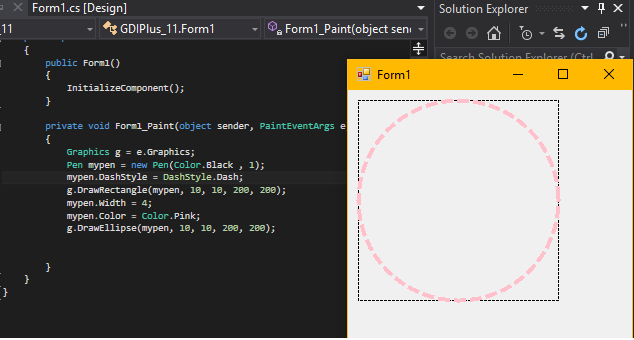 Form1.cs [Design]
Solution Explorer
_11
GDIPlus_11.Form1
Form1_Paint(object sender
Search Solution Explorer (Ctrl
Form1
{
public Form1()
{
InitializeComponent();
}
private void Form1_Paint(object sender, PaintEventArgs e
{
Graphics g = e.Graphics;
Pen mypen = new Pen(Color.Black , 1);
mypen.DashStyle = DashStyle.Dash;
g.DrawRectangle(mypen, 10, 10, 200, 200);
mypen.Width = 4;
mypen.Color = Color.Pink;
g.DrawEllipse(mypen, 10, 10, 200, 200);
}
}
}